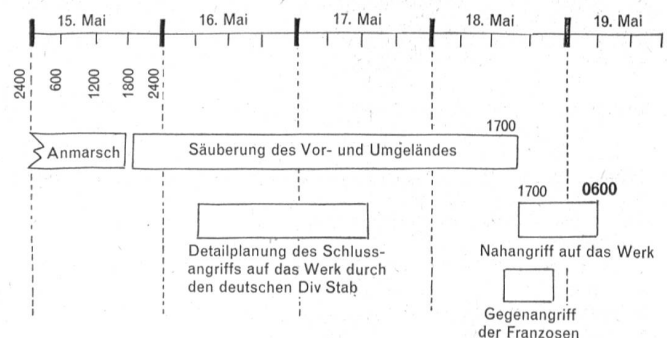 15. Mai
16. Mai
17. Mai
18. Mai
19. Mai
2400
600
1200
1800
2400
Anmarsch
Säuberung des Vor- und Umgeländes
1700
1700
0600
Detailplanung des Schluss-
angriffs auf das Werk durch
den deutschen Div Stab
Nahangriff auf das Werk
Gegenangriff
der Franzosen